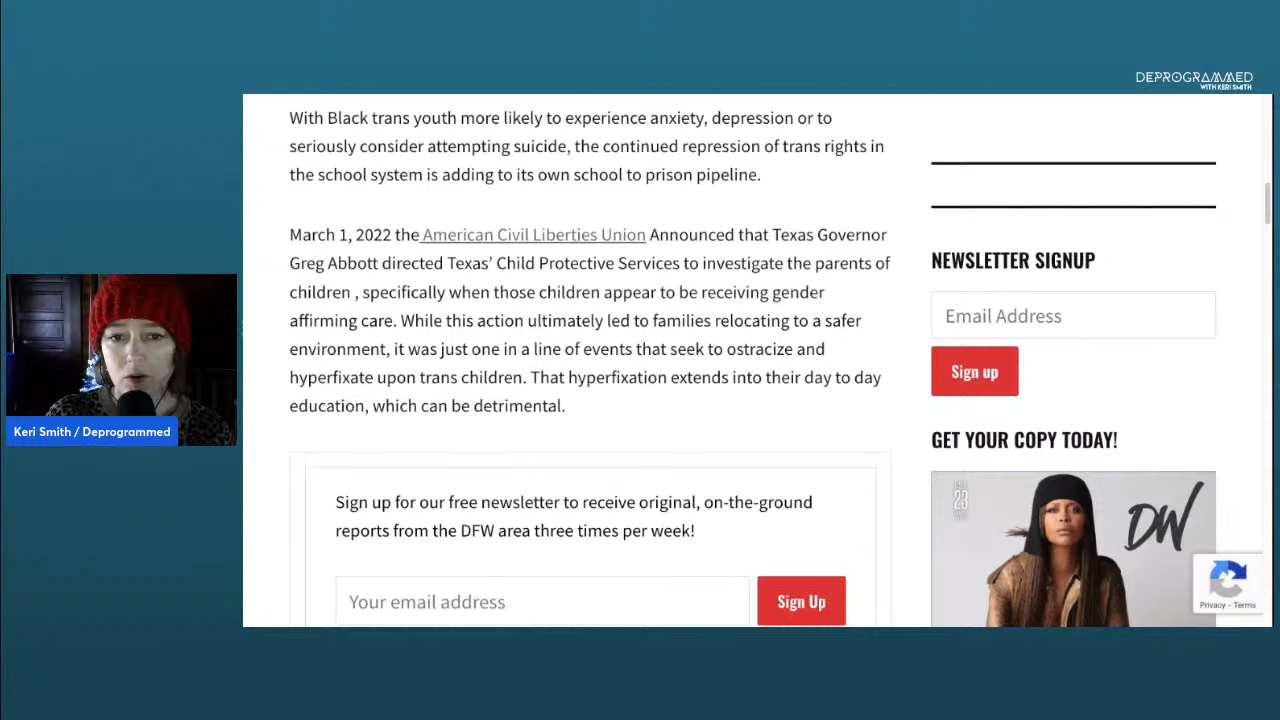 DEPROGRAMMED
WITH KERI SMITH
With Black trans youth more likely to experience anxiety, depression or to
seriously consider attempting suicide, the continued repression of trans rights in
the school system is adding to its own school to prison pipeline.
March 1, 2022 the American Civil Liberties Union Announced that Texas Governor
Greg Abbott directed Texas’ Child Protective Services to investigate the parents of
children , specifically when those children appear to be receiving gender
affirming care. While this action ultimately led to families relocating to a safer
environment, it was just one in a line of events that seek to ostracize and
hyperfixate upon trans children. That hyperfixation extends into their day to day
education, which can be detrimental.
Sign up for our free newsletter to receive original, on-the-ground
reports from the DFW area three times per week!
Your email address
Sign Up
NEWSLETTER SIGNUP
Email Address
Sign up
GET YOUR COPY TODAY!
23
DW
Privacy - Terms
Keri Smith / Deprogrammed